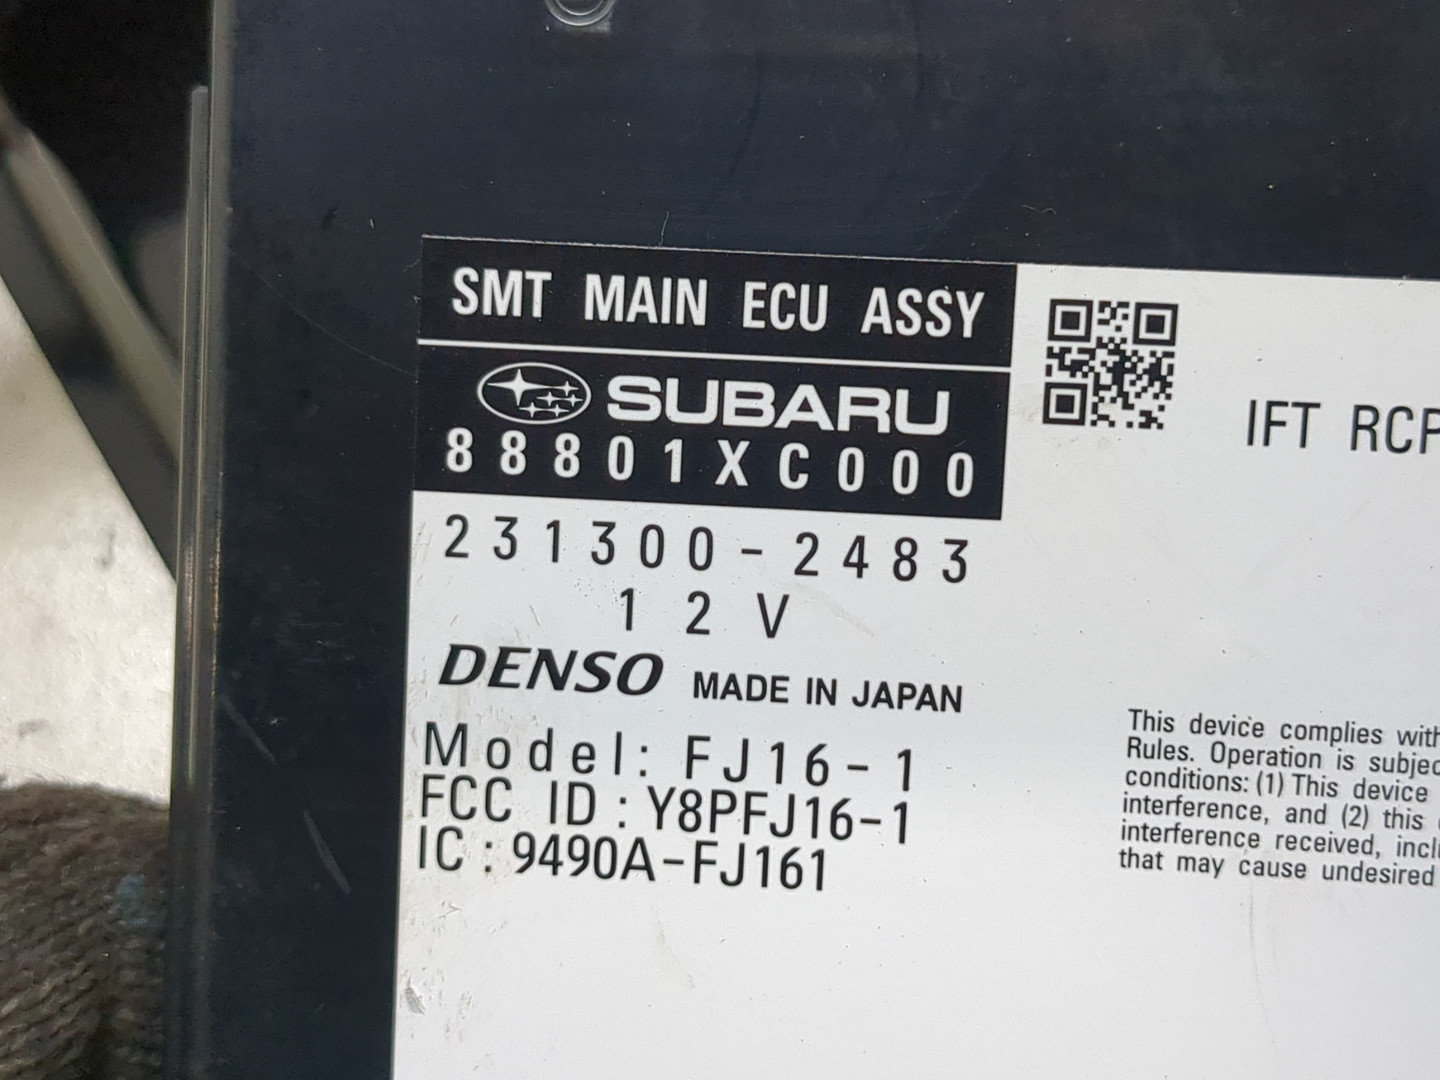 SMT MAIN ECU ASSY
SUBARU
88801XC000
231300-2483
12V
DENSO MADE IN JAPAN
Model: FJ16-1
FCC ID : Y8PFJ16-1
IC : 9490A-FJ161
IFT RCP
This device complies with
Rules. Operation is subjec
conditions: (1) This device
interference, and (2) this
interference received, incl
that may cause undesired